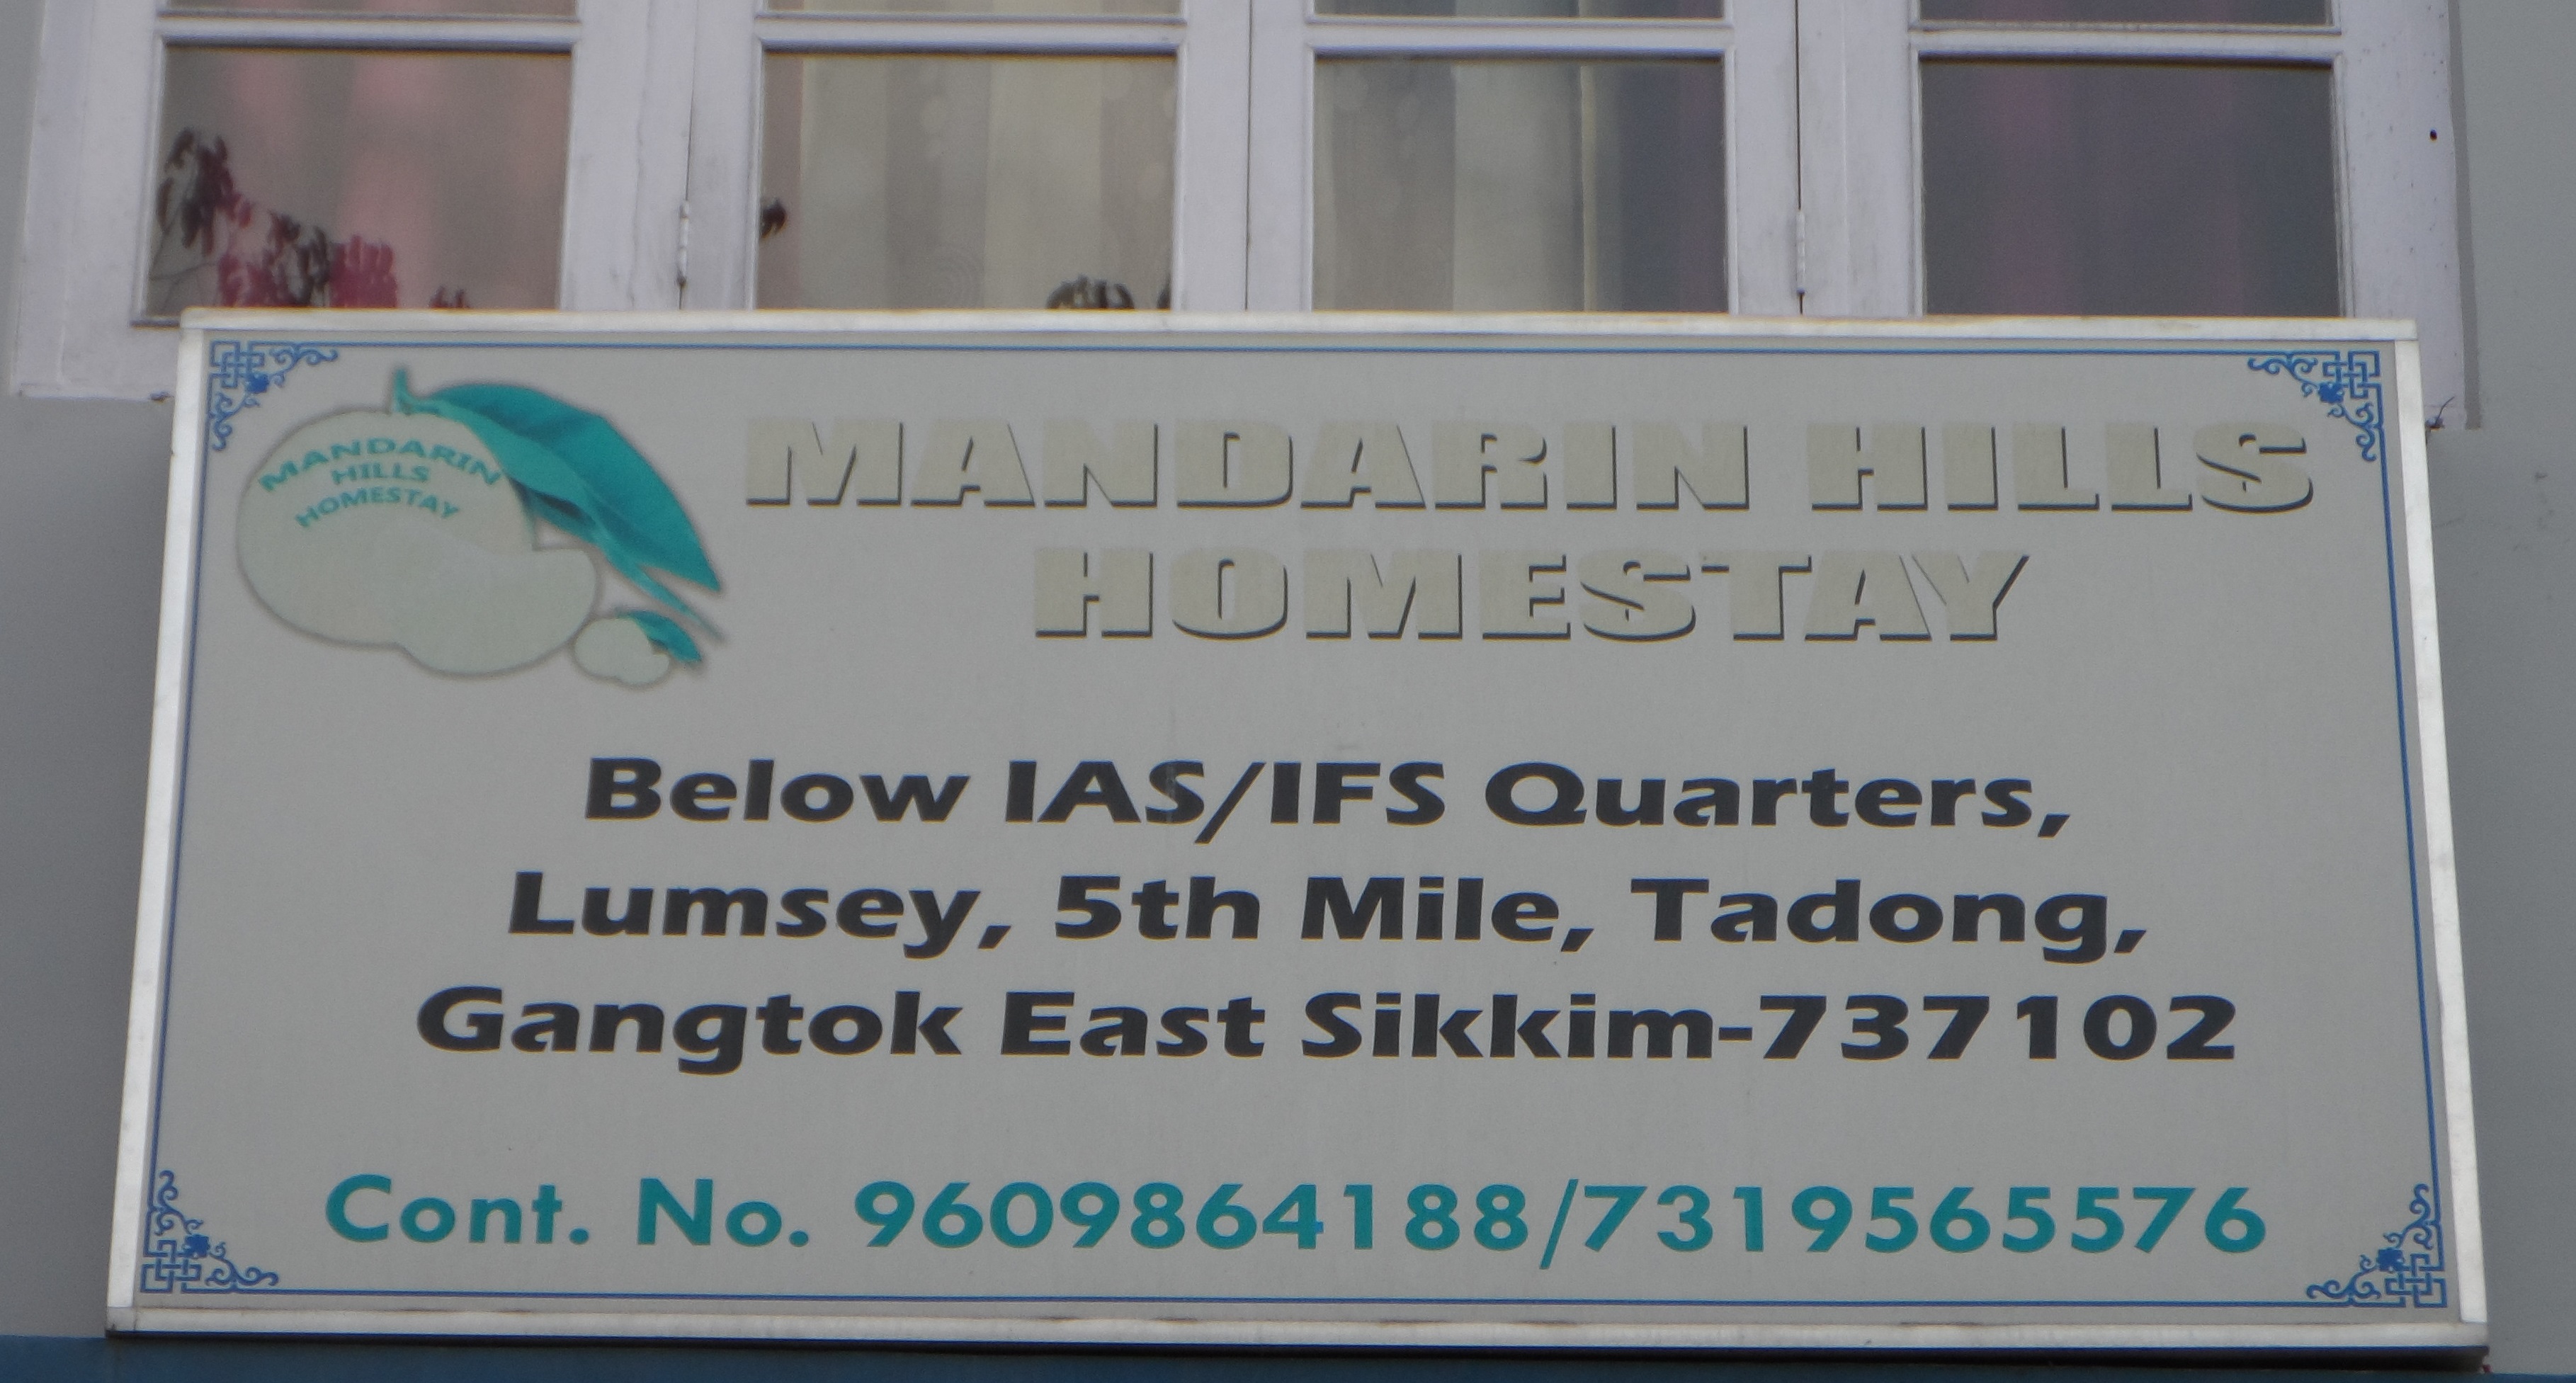 MANDARIN
HILLS
HOMESTAY
MANDARIN HILLS
HOMESTAY
Below IAS/IFS Quarters,
Lumsey, 5th Mile, Tadong,
Gangtok East Sikkim-737102
Cont. No. 9609864188/7319565576